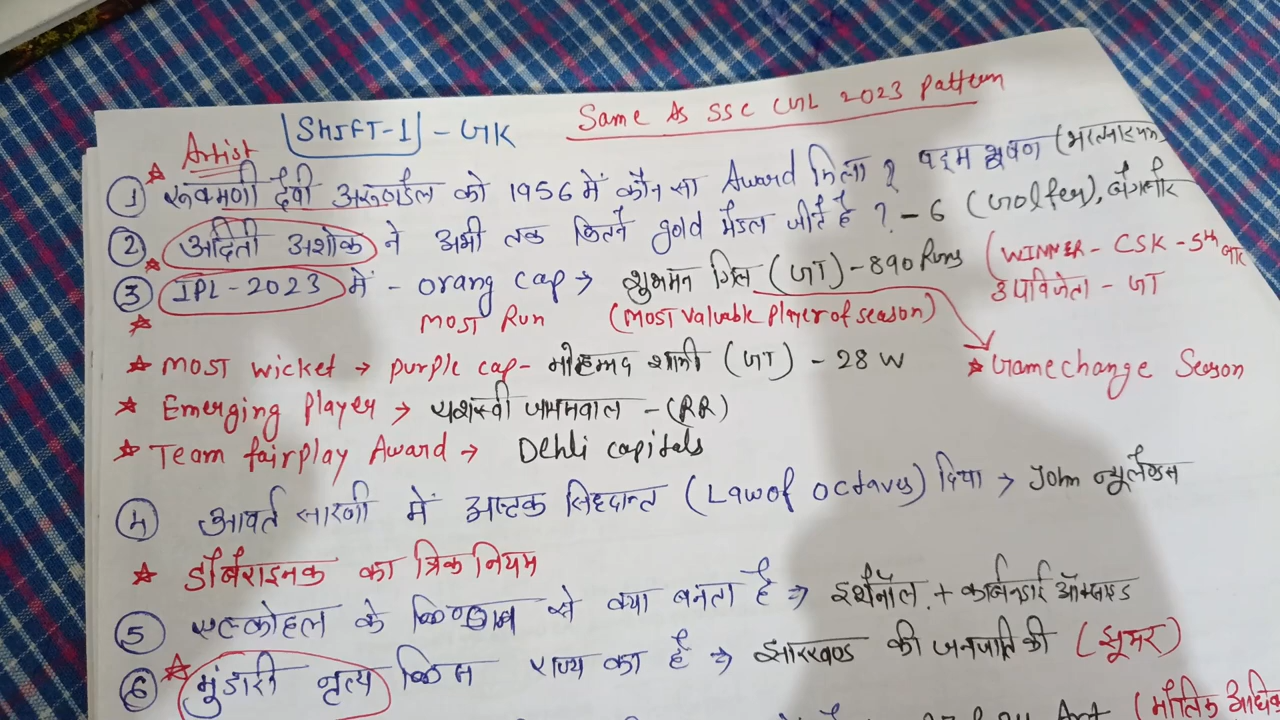 Same As SSC CGL 2023 Pattern
SHIFT-1 - GK
Artist
① रूक्मणी देवी अरूण्डेल को 1956 में कौन सा Award मिला ? पद्म भूषण
② अदिती अशोक ने अभी तक कितने gold मैडल जीते है ? - 6 (Golfer), बैंगलौर
③ IPL-2023 में - orang cap → शुभमन गिल (GT) - 890 Runs (WINNER - CSK - 5th बार
उपविजेता - GT
MOST Run (MOST Valuable Player of season)
MOST wicket → purple cap - मोहम्मद शामी (GT) - 28 W
Gamechange Season
Emerging Player → यशस्वी - (RR)
Team fairplay Award → Dehli capitals
④ आवर्त सारणी में अष्टक सिद्दान्त (Law of octaves) दिया → John न्यूलैण्डस
डॉबेराइनर का त्रिक नियम
⑤ एल्कोहल के से क्या बनता है → इथेनॉल + कार्बनडाई ऑक्साइड
⑥ मुंडारी नृत्य किस राज्य का है → झारखण्ड की जनजाति की (झूमर)